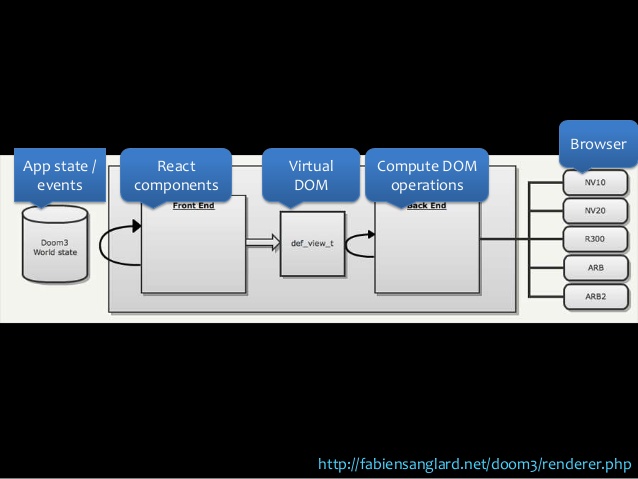 Browser
App state /
events
React
components
Virtual
DOM
Compute DOM
operations
Doom3
World state
Front End
def_view_t
Back End
NV10
NV20
R300
ARB
ARB2
http://fabiensanglard.net/doom3/renderer.php